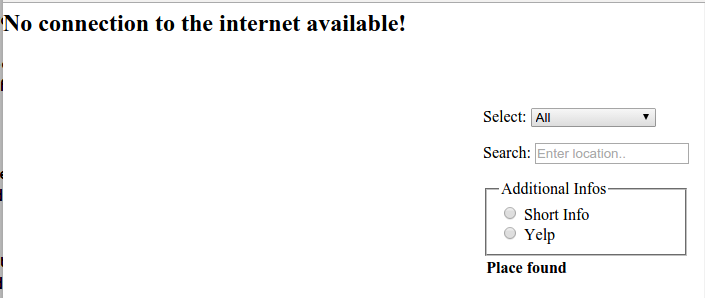 No connection to the internet available!
Select: All
Search: Enter location..
Additional Infos
Short Info
Yelp
Place found